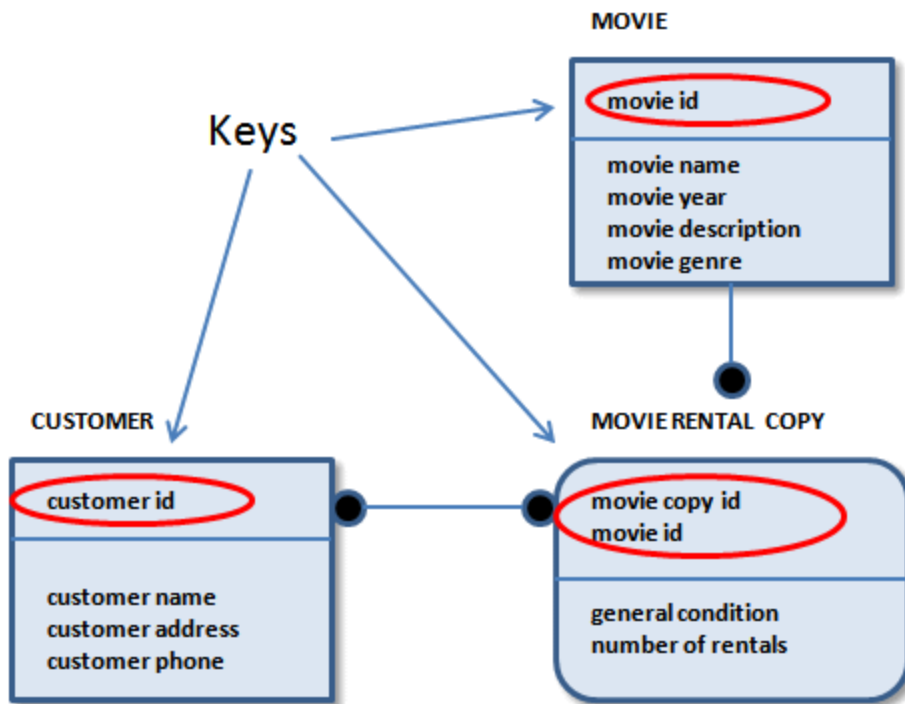 MOVIE
movie id
movie name
movie year
movie description
movie genre
Keys
CUSTOMER
customer id
customer name
customer address
customer phone
MOVIE RENTAL COPY
movie copy id
movie id
general condition
number of rentals